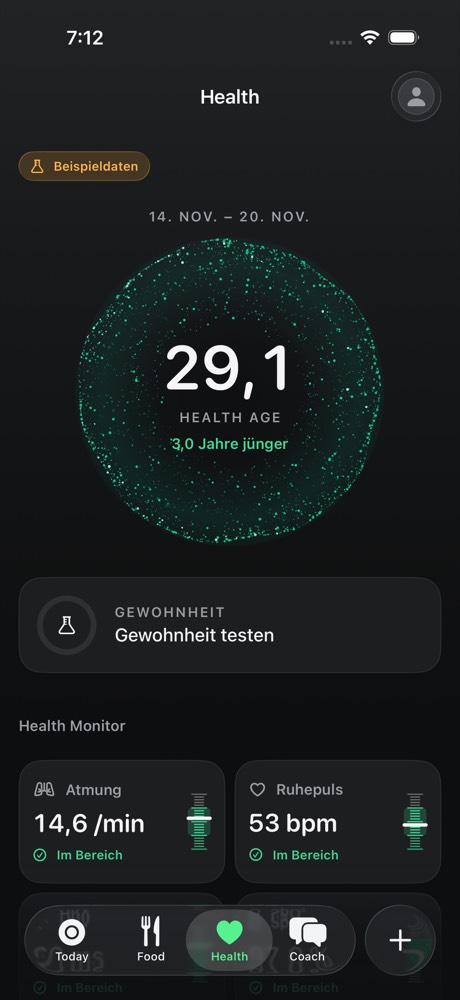 7:12
Health
Beispieldaten
14. NOV. – 20. NOV.
29,1
HEALTH AGE
3,0 Jahre jünger
GEWOHNHEIT
Gewohnheit testen
Health Monitor
Atmung
14,6 /min
Im Bereich
Ruhepuls
53 bpm
Im Bereich
Today
Food
Health
Coach
Im Bereich
Im Bereich